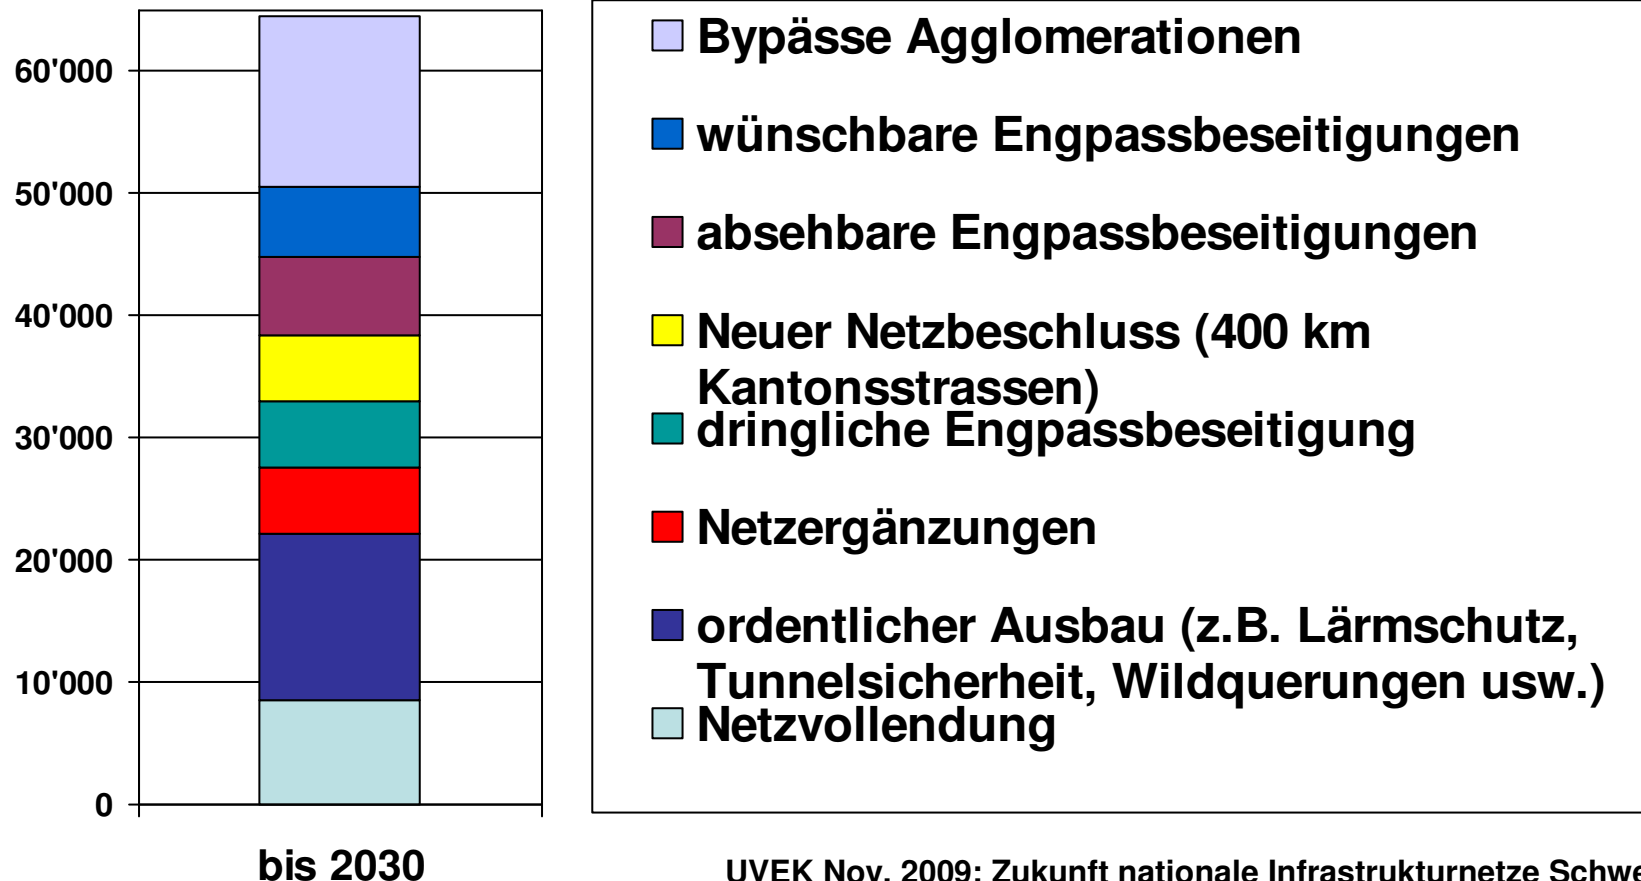 60'000
50'000
40'000
30'000
20'000
10'000
0
bis 2030
Bypässe Agglomerationen
wünschbare Engpassbeseitigungen
absehbare Engpassbeseitigungen
Neuer Netzbeschluss (400 km
Kantonsstrassen)
dringliche Engpassbeseitigung
Netzergänzungen
ordentlicher Ausbau (z.B. Lärmschutz,
Tunnelsicherheit, Wildquerungen usw.)
Netzvollendung
UVEK Nov. 2009: Zukunft nationale Infrastrukturnetze